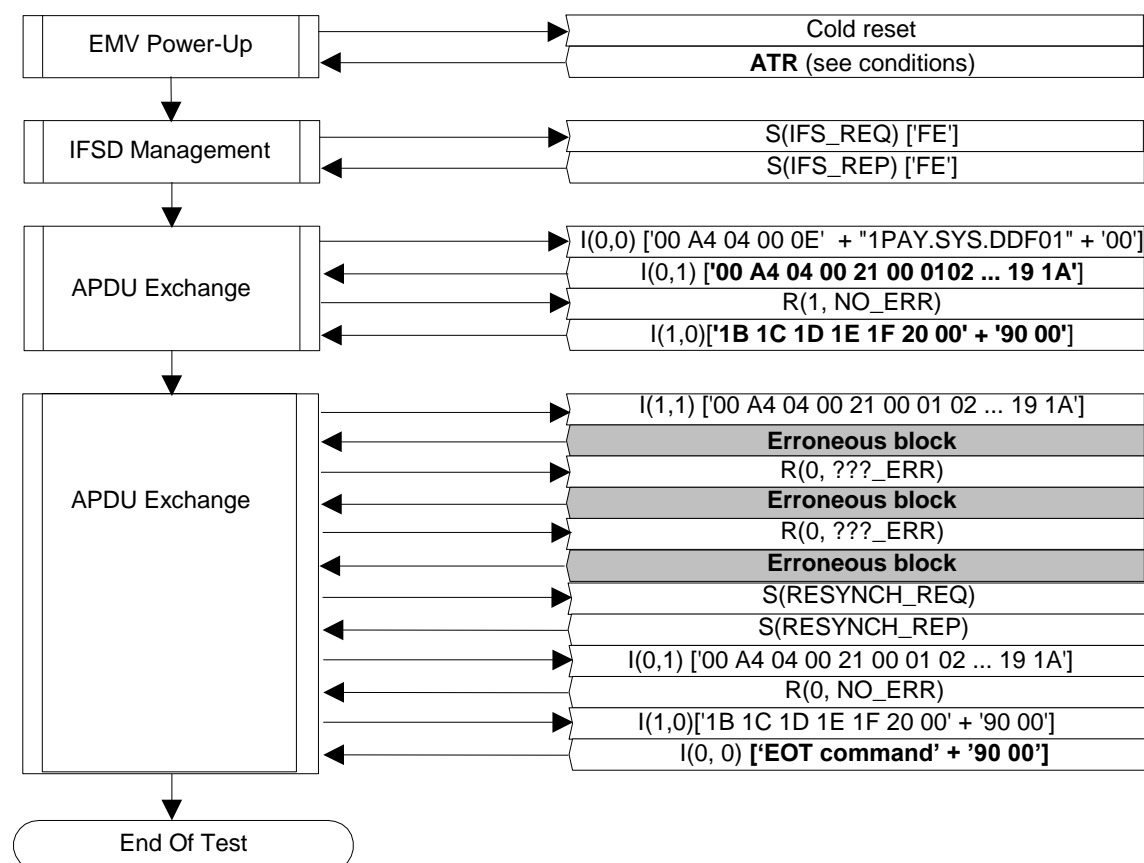 EMV Power-Up
Cold reset
ATR (see conditions)
IFSD Management
S(IFS_REQ) ['FE']
S(IFS_REP) ['FE']
APDU Exchange
I(0,0) ['00 A4 04 00 0E' + "1PAY.SYS.DDF01" + '00']
I(0,1) ['00 A4 04 00 21 00 0102 ... 19 1A']
R(1, NO_ERR)
I(1,0)['1B 1C 1D 1E 1F 20 00' + '90 00']
APDU Exchange
I(1,1) ['00 A4 04 00 21 00 01 02 ... 19 1A']
Erroneous block
R(0, ???_ERR)
Erroneous block
R(0, ???_ERR)
Erroneous block
S(RESYNCH_REQ)
S(RESYNCH_REP)
I(0,1) ['00 A4 04 00 21 00 01 02 ... 19 1A']
R(0, NO_ERR)
I(1,0)['1B 1C 1D 1E 1F 20 00' + '90 00']
I(0, 0) [‘EOT command’ + ’90 00’]
End Of Test